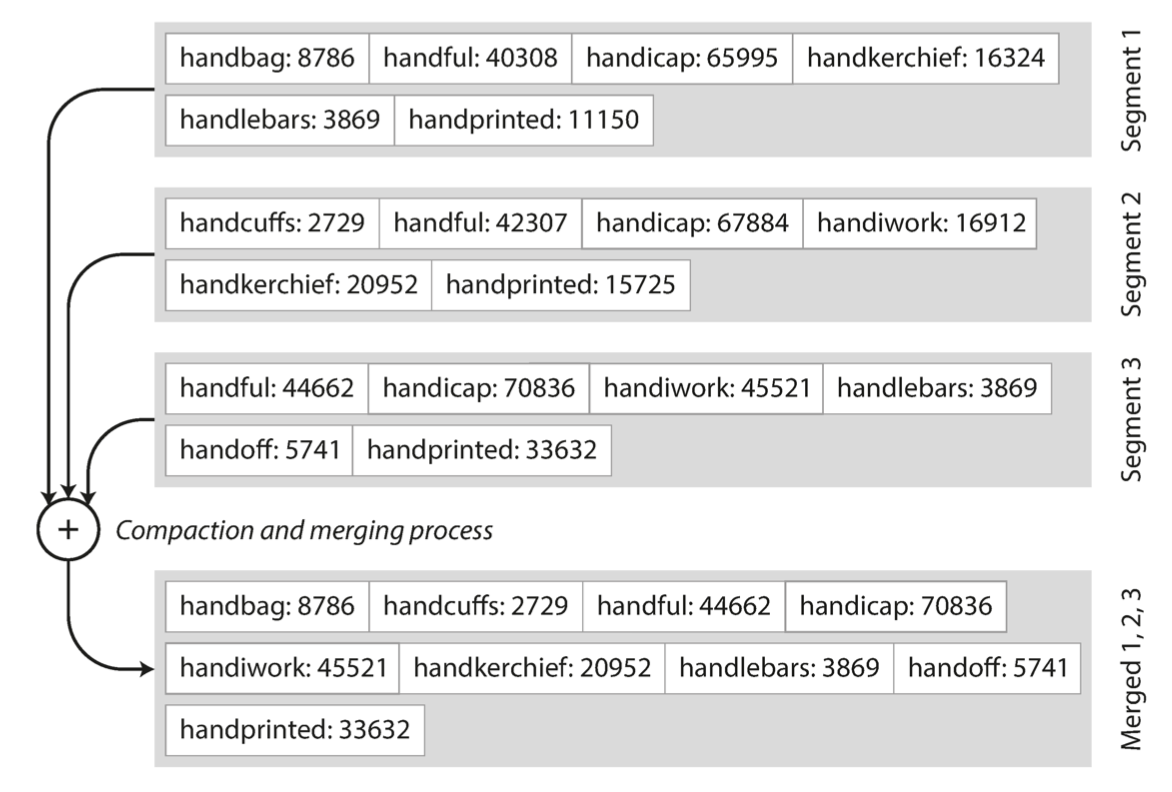 handbag: 8786 handful: 40308 handicap: 65995 handkerchief: 16324
handlebars: 3869 handprinted: 11150
Segment 1
handcuffs: 2729 handful: 42307 handicap: 67884 handiwork: 16912
handkerchief: 20952 handprinted: 15725
Segment 2
handful: 44662 handicap: 70836 handiwork: 45521 handlebars: 3869
handoff: 5741 handprinted: 33632
Segment 3
+ Compaction and merging process
handbag: 8786 handcuffs: 2729 handful: 44662 handicap: 70836
handiwork: 45521 handkerchief: 20952 handlebars: 3869 handoff: 5741
handprinted: 33632
Merged 1, 2, 3